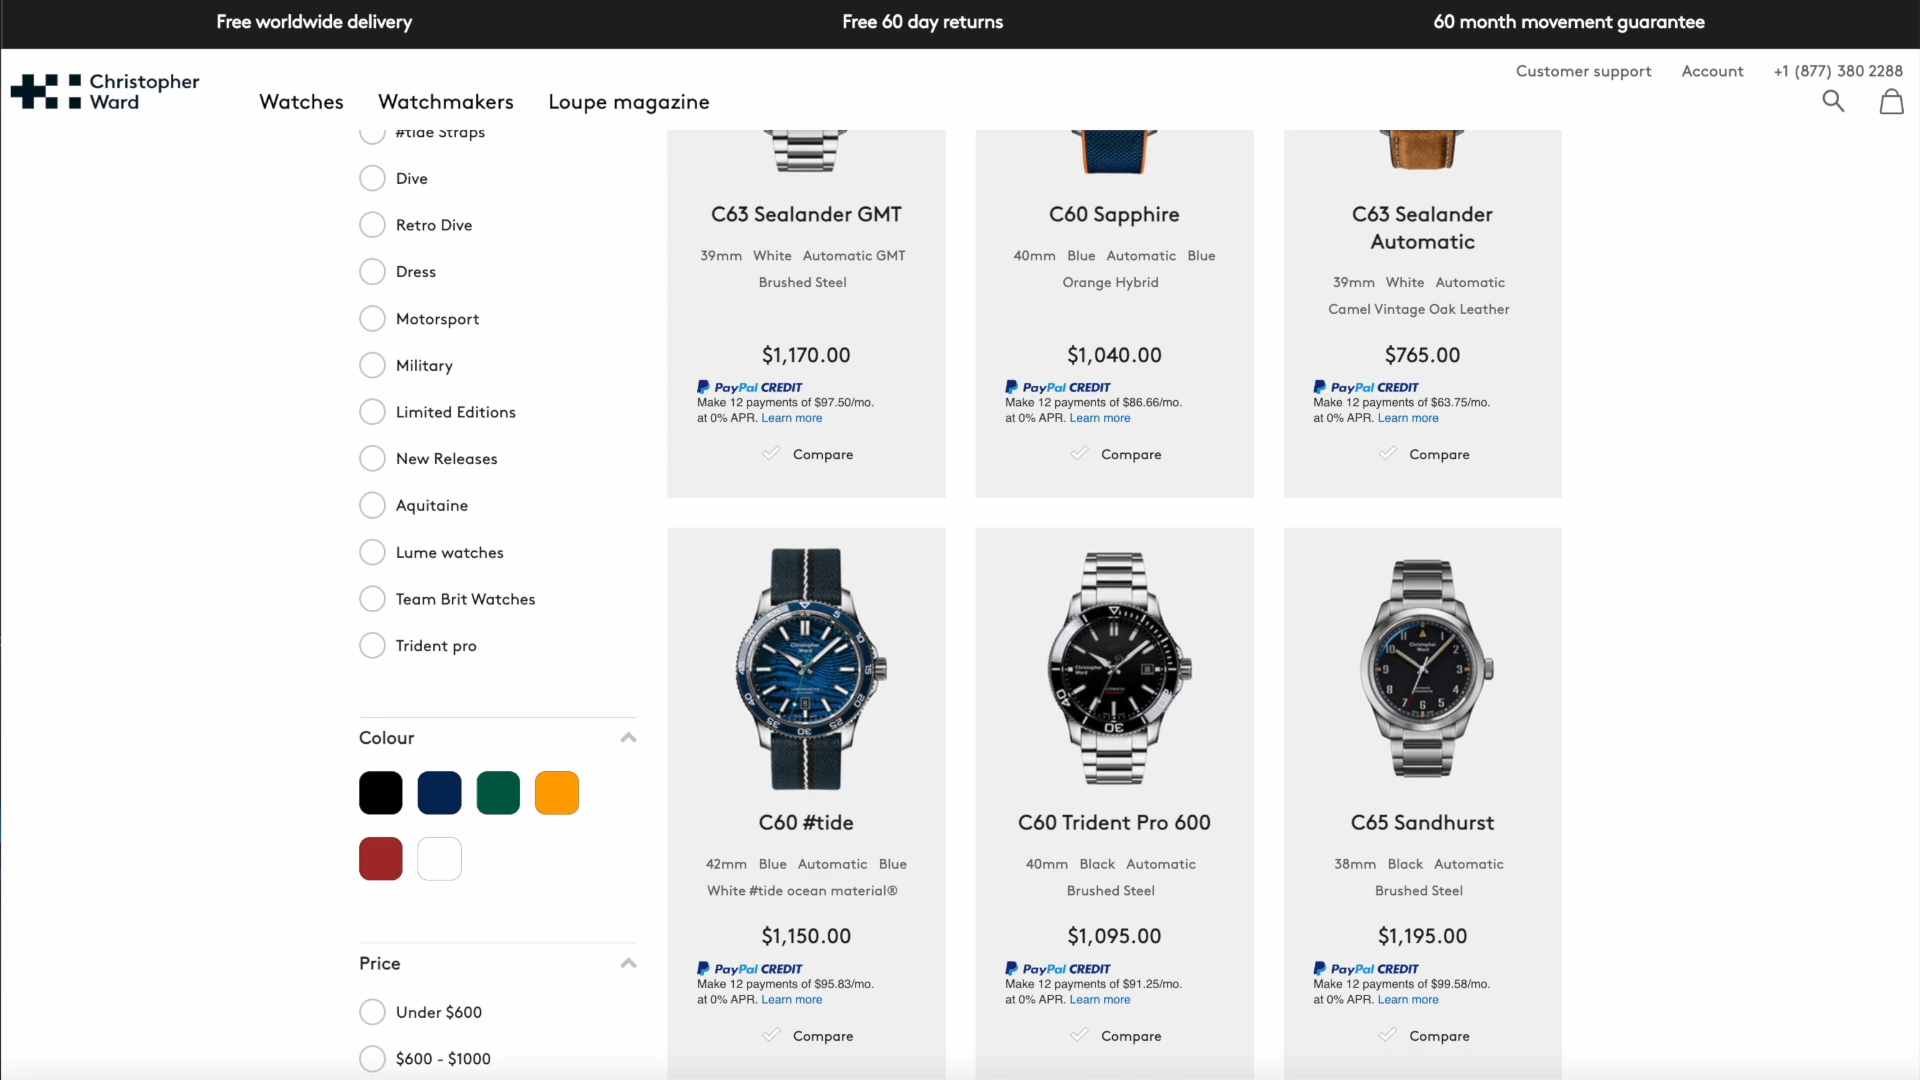 Free worldwide delivery
Free 60 day returns
60 month movement guarantee
Customer support
Account
+1 (877) 380 2288
Christopher
Ward
Watches
Watchmakers
Loupe magazine
#tide Straps
Dive
Retro Dive
Dress
Motorsport
Military
Limited Editions
New Releases
Aquitaine
Lume watches
Team Brit Watches
Trident pro
Colour
Price
Under $600
$600 - $1000
C63 Sealander GMT
39mm White Automatic GMT
Brushed Steel
$1,170.00
PayPal CREDIT
Make 12 payments of $97.50/mo.
at 0% APR. Learn more
Compare
C60 Sapphire
40mm Blue Automatic Blue
Orange Hybrid
$1,040.00
PayPal CREDIT
Make 12 payments of $86.66/mo.
at 0% APR. Learn more
Compare
C63 Sealander
Automatic
39mm White Automatic
Camel Vintage Oak Leather
$765.00
PayPal CREDIT
Make 12 payments of $63.75/mo.
at 0% APR. Learn more
Compare
C60 #tide
42mm Blue Automatic Blue
White #tide ocean material®
$1,150.00
PayPal CREDIT
Make 12 payments of $95.83/mo.
at 0% APR. Learn more
Compare
C60 Trident Pro 600
40mm Black Automatic
Brushed Steel
$1,095.00
PayPal CREDIT
Make 12 payments of $91.25/mo.
at 0% APR. Learn more
Compare
C65 Sandhurst
38mm Black Automatic
Brushed Steel
$1,195.00
PayPal CREDIT
Make 12 payments of $99.58/mo.
at 0% APR. Learn more
Compare